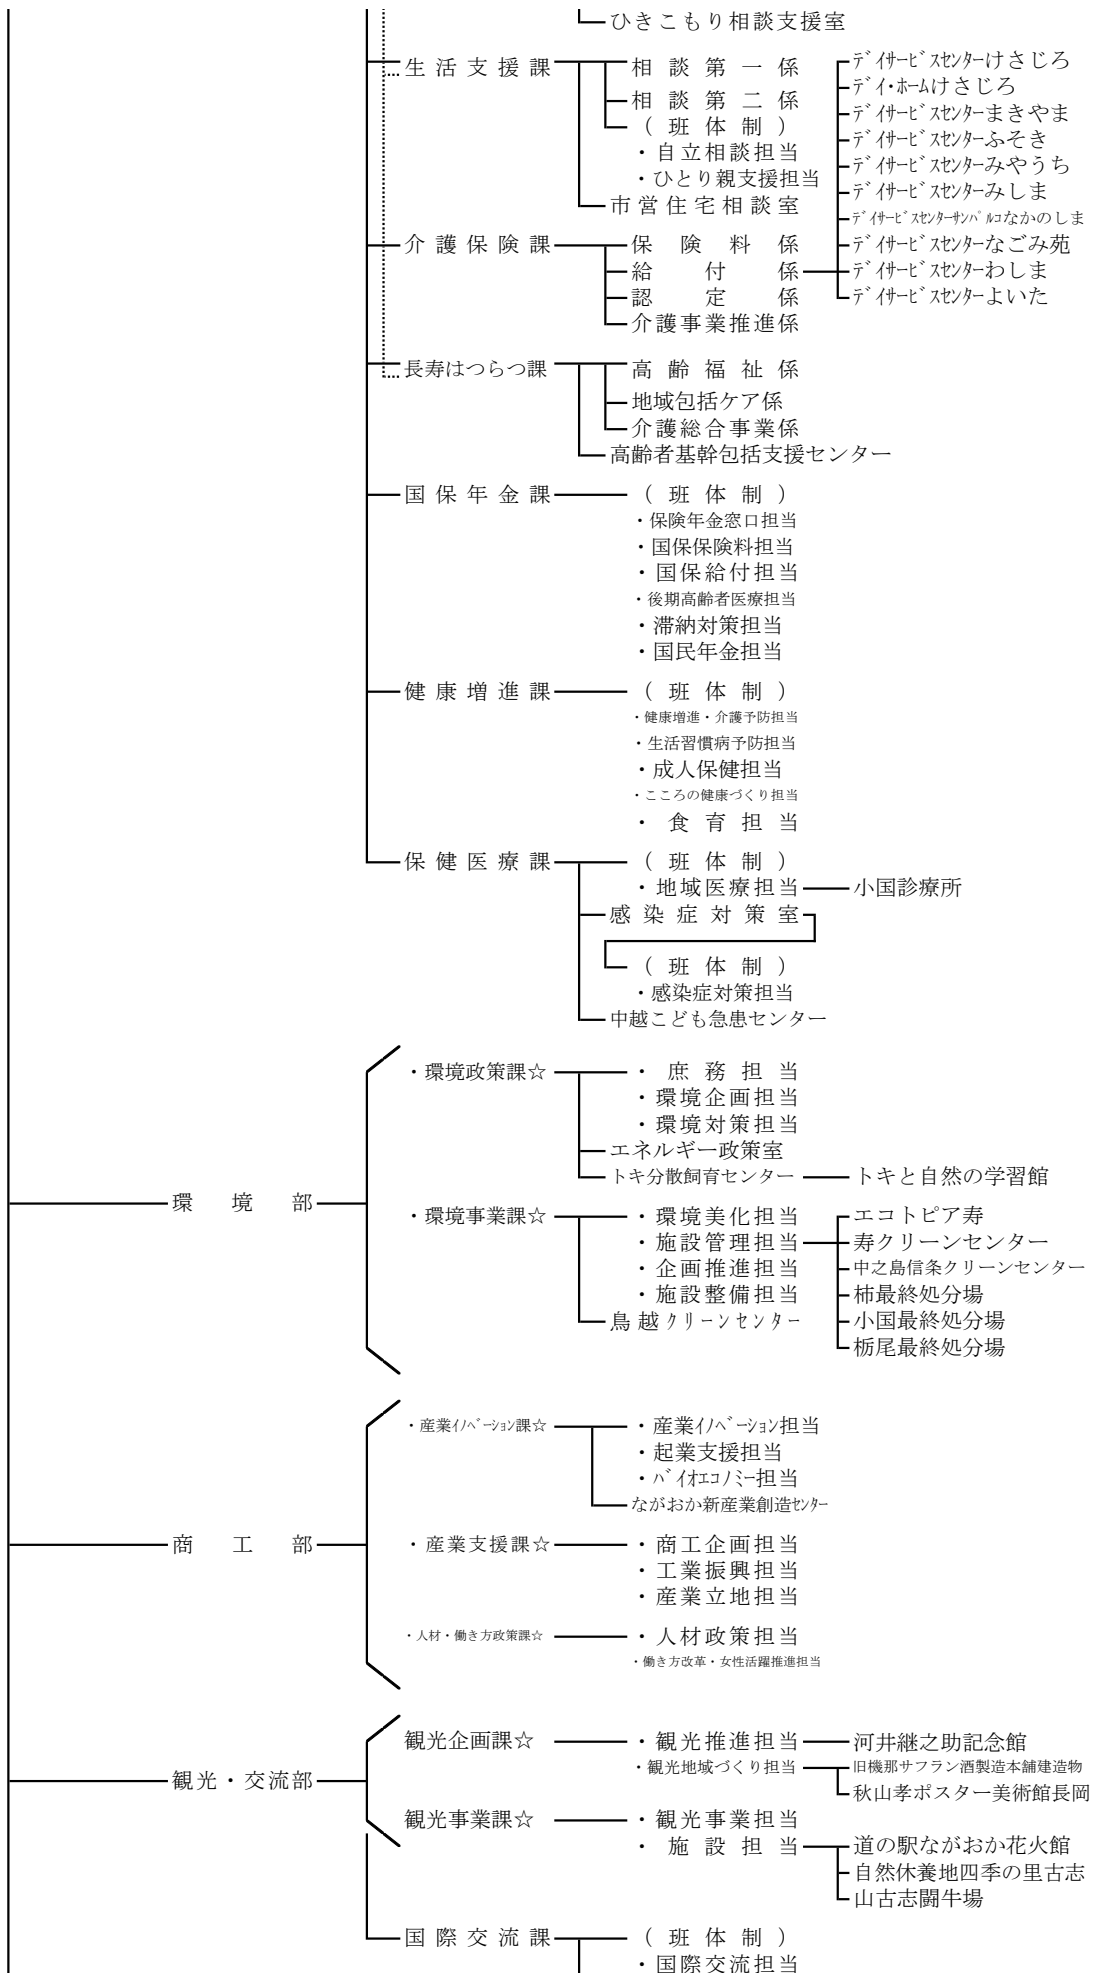 ひきこもり相談支援室
生活支援課
相談第一係
相談第二係
(班体制)
・自立相談担当
・ひとり親支援担当
市営住宅相談室
介護保険課
保険料係
給付係
認定係
介護事業推進係
デイサービスセンターけさじろ
デイ・ホームけさじろ
デイサービスセンターまきやま
デイサービスセンターふそき
デイサービスセンターみやうち
デイサービスセンターみしま
デイサービスセンターサンパルコなかのしま
デイサービスセンターなごみ苑
デイサービスセンターわしま
デイサービスセンターよいた
長寿はつらつ課
高齢福祉係
地域包括ケア係
介護総合事業係
高齢者基幹包括支援センター
国保年金課
(班体制)
・保険年金窓口担当
・国保保険料担当
・国保給付担当
・後期高齢者医療担当
・滞納対策担当
・国民年金担当
健康増進課
(班体制)
・健康増進・介護予防担当
・生活習慣病予防担当
・成人保健担当
・こころの健康づくり担当
・食育担当
保健医療課
(班体制)
・地域医療担当
小国診療所
感染症対策室
(班体制)
・感染症対策担当
中越こども急患センター
環境部
・環境政策課☆
・庶務担当
・環境企画担当
・環境対策担当
エネルギー政策室
トキ分散飼育センター
トキと自然の学習館
・環境事業課☆
・環境美化担当
・施設管理担当
・企画推進担当
・施設整備担当
鳥越クリーンセンター
エコトピア寿
寿クリーンセンター
中之島信条クリーンセンター
柿最終処分場
小国最終処分場
栃尾最終処分場
商工部
・産業イノベーション課☆
・産業イノベーション担当
・起業支援担当
・バイオエコノミー担当
ながおか新産業創造センター
・産業支援課☆
・商工企画担当
・工業振興担当
・産業立地担当
・人材・働き方政策課☆
・人材政策担当
・働き方改革・女性活躍推進担当
観光・交流部
観光企画課☆
・観光推進担当
河井継之助記念館
・観光地域づくり担当
旧機那サフラン酒製造本舗建造物
秋山孝ポスター美術館長岡
観光事業課☆
・観光事業担当
・施設担当
道の駅ながおか花火館
自然休養地四季の里古志
山古志闘牛場
国際交流課
(班体制)
・国際交流担当